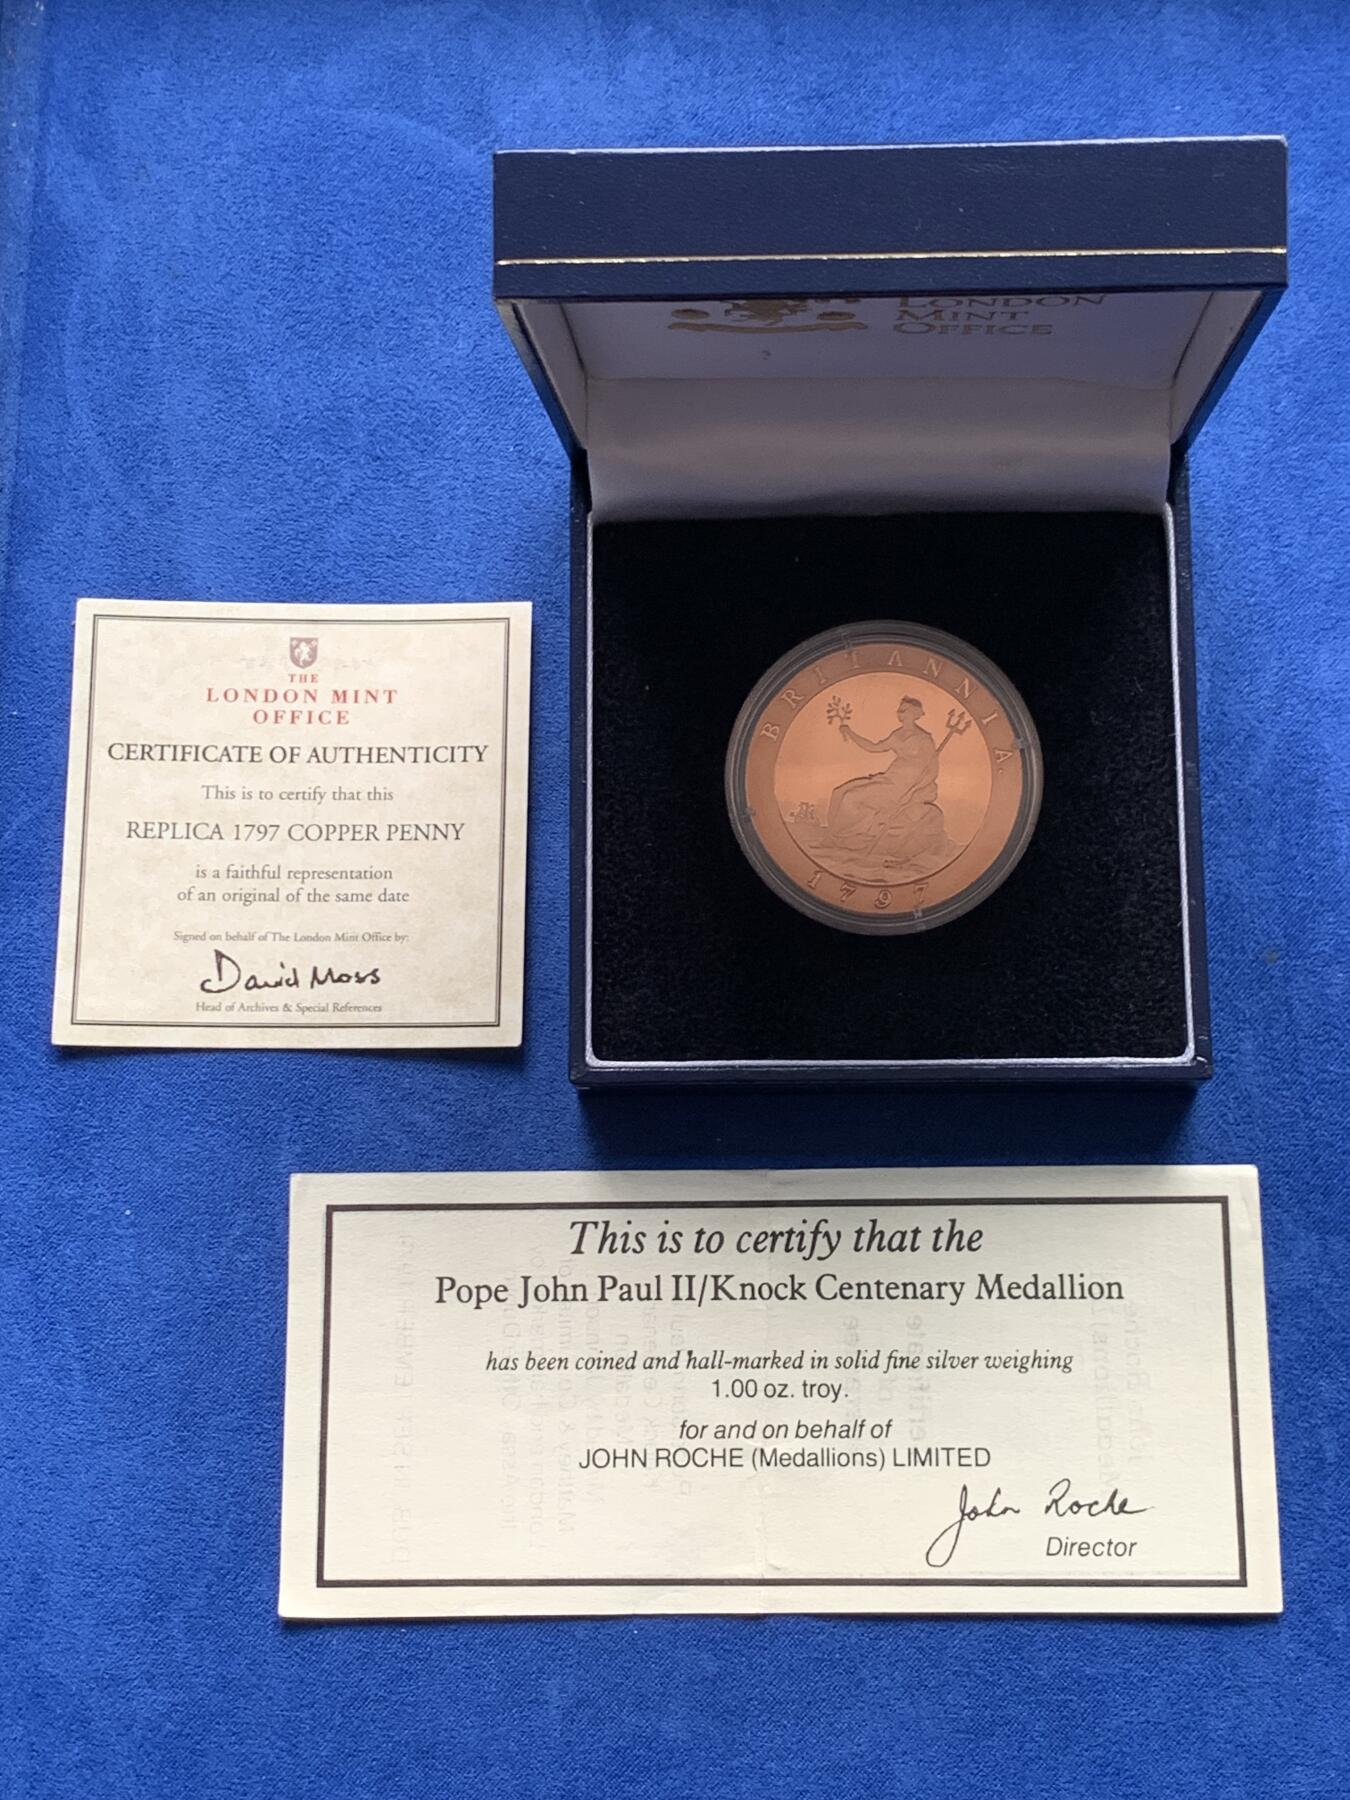 LONDON
MINT
OFFICE
BRITANNIA.
1797
THE
LONDON MINT
OFFICE
CERTIFICATE OF AUTHENTICITY
This is to certify that this
REPLICA 1797 COPPER PENNY
is a faithful representation
of an original of the same date
Signed on behalf of The London Mint Office by:
David Moss
Head of Archives & Special References
This is to certify that the
Pope John Paul II/Knock Centenary Medallion
has been coined and hall-marked in solid fine silver weighing
1.00 oz. troy.
for and on behalf of
JOHN ROCHE (Medallions) LIMITED
John Roche
Director